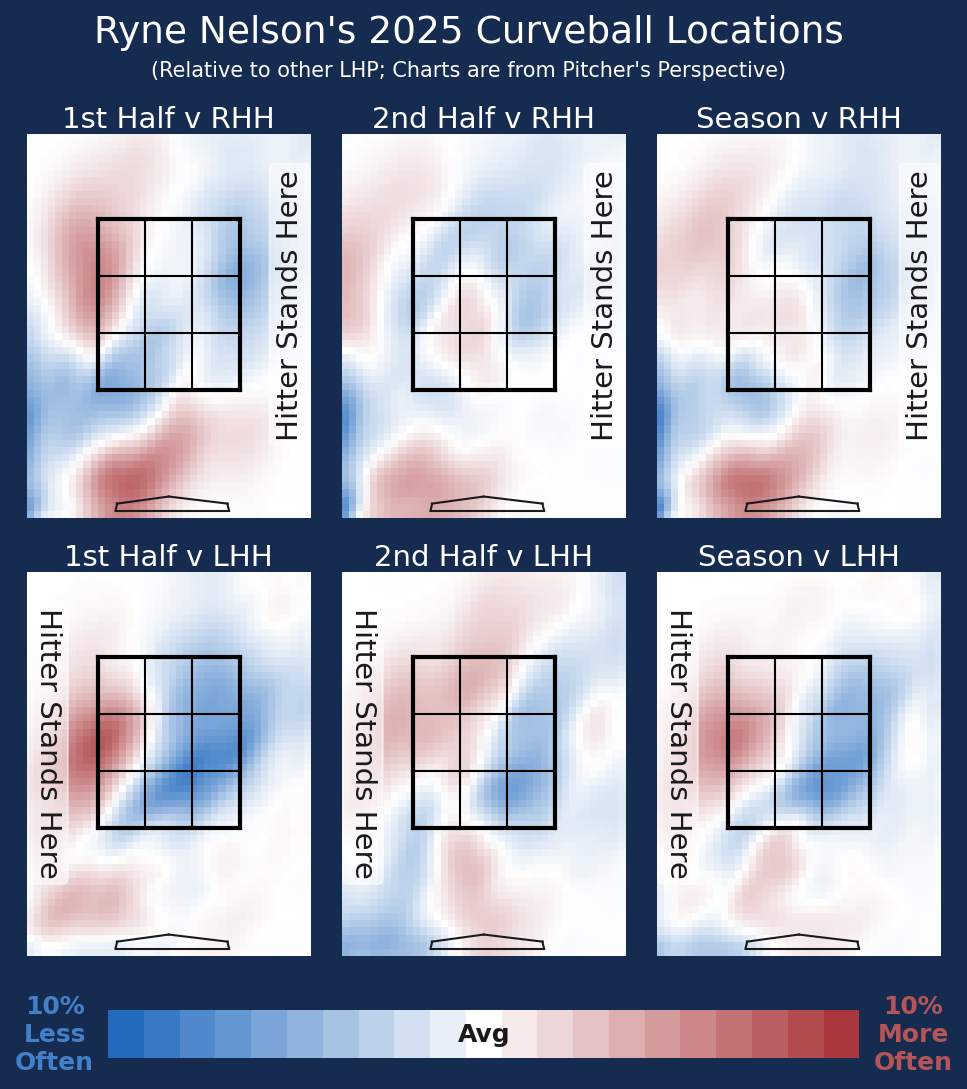 Ryne Nelson's 2025 Curveball Locations
(Relative to other LHP; Charts are from Pitcher's Perspective)
1st Half v RHH
2nd Half v RHH
Season v RHH
Hitter Stands Here
Hitter Stands Here
Hitter Stands Here
1st Half v LHH
2nd Half v LHH
Season v LHH
Hitter Stands Here
Hitter Stands Here
Hitter Stands Here
10%
Less
Often
Avg
10%
More
Often